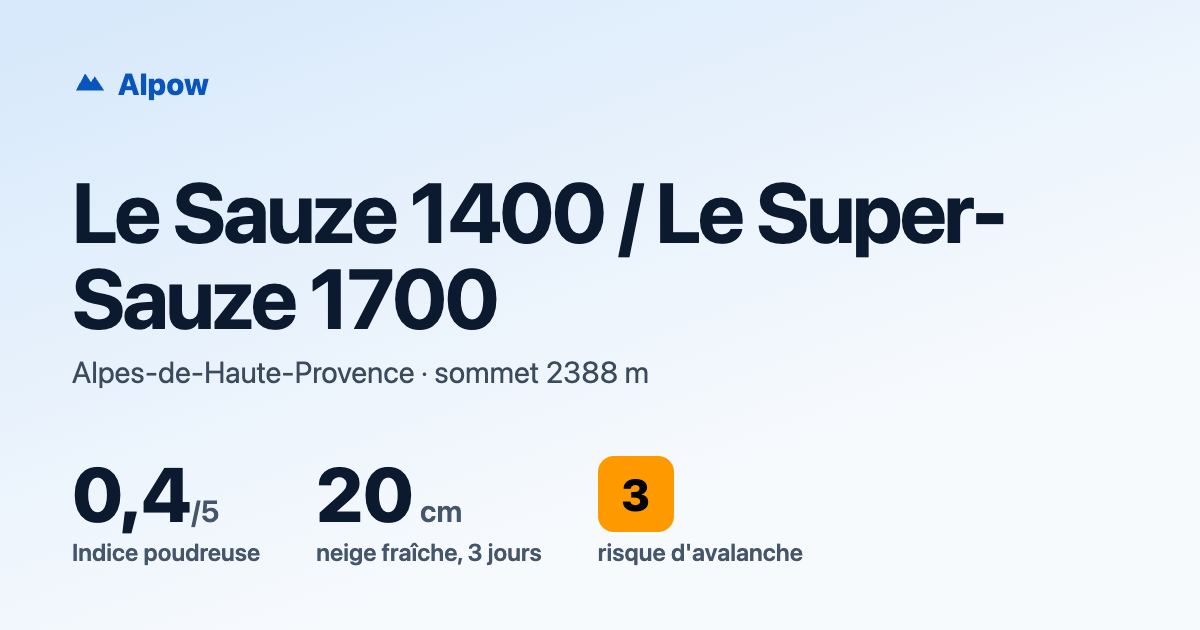 Alpow
Le Sauze 1400 / Le Super-
Sauze 1700
Alpes-de-Haute-Provence · sommet 2388 m
0,4/5
20 cm
3
Indice poudreuse
neige fraîche, 3 jours
risque d'avalanche